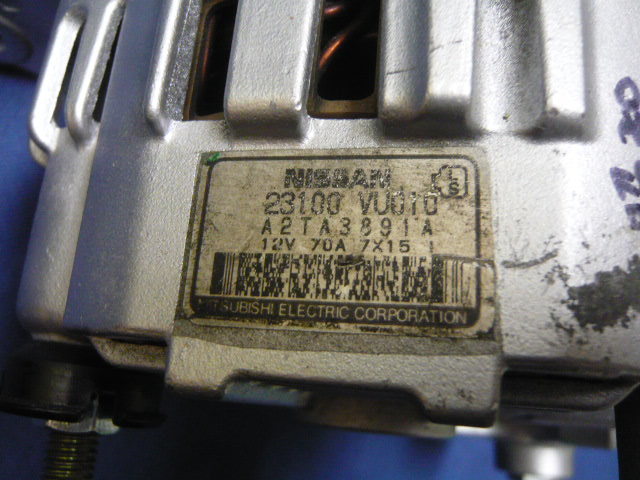 NISSAN
S
23100 VU010
A2TA3891A
12V 70A 7X15 I
MITSUBISHI ELECTRIC CORPORATION